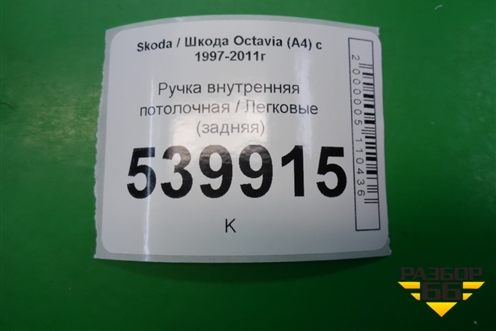 Skoda / Шкода Octavia (A4) с
1997-2011г
Ручка внутренняя
потолочная / Легковые
(задняя)
539915
К
2000005110436
РАЗБОР
66